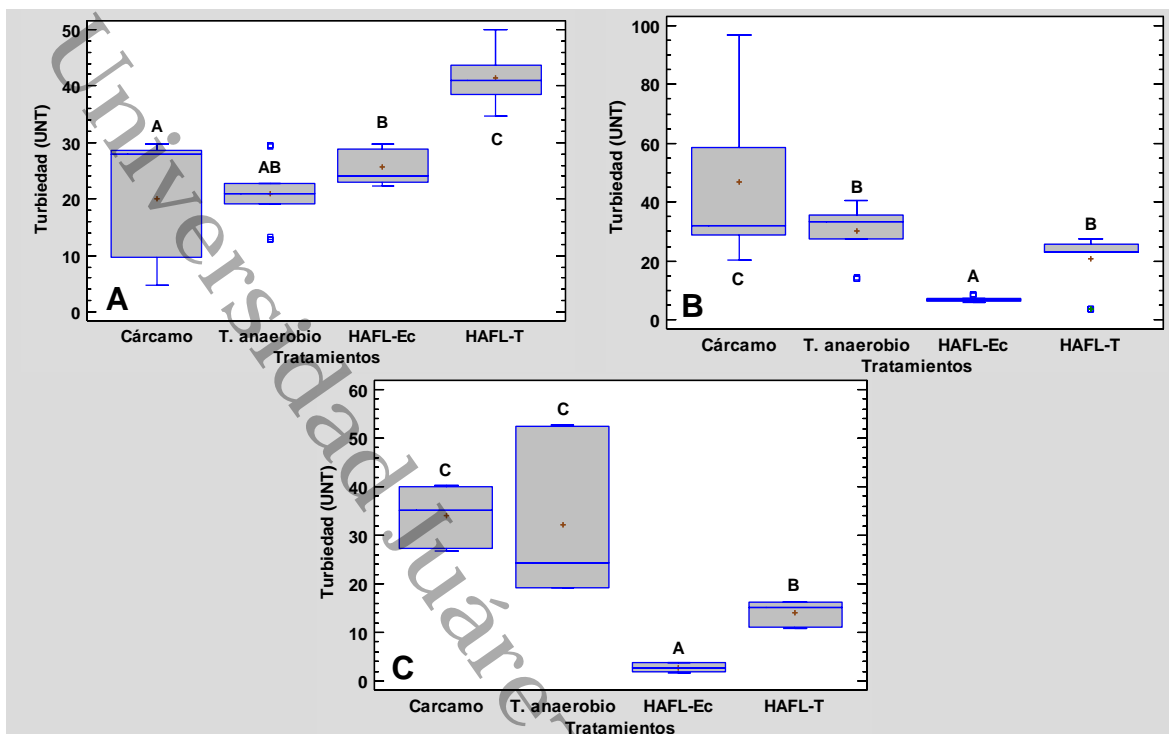 50
40
30
20
10
0
Turbiedad (UNT)
A
AB
B
C
A
Cárcamo T. anaerobio HAFL-Ec HAFL-T
Tratamientos
100
80
60
40
20
0
Turbiedad (UNT)
C
B
A
B
B
Cárcamo T. anaerobio HAFL-Ec HAFL-T
Tratamientos
60
50
40
30
20
10
0
Turbiedad (UNT)
C
C
A
B
C
Carcamo T. anaerobio HAFL-Ec HAFL-T
Tratamientos
Universidad Juáre